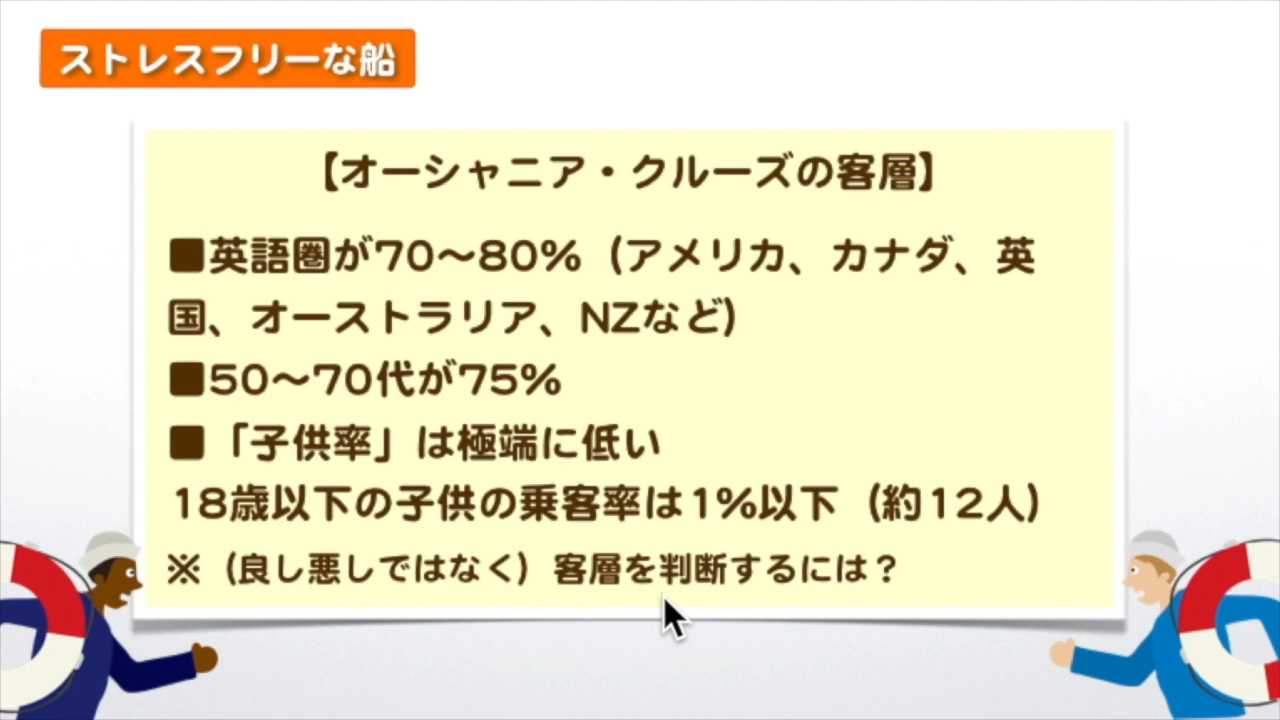 ストレスフリーな船
【オーシャニア・クルーズの客層】
■英語圏が70〜80%（アメリカ、カナダ、英
国、オーストラリア、NZなど）
■50〜70代が75%
■「子供率」は極端に低い
18歳以下の子供の乗客率は1%以下（約12人）
※（良し悪しではなく）客層を判断するには？